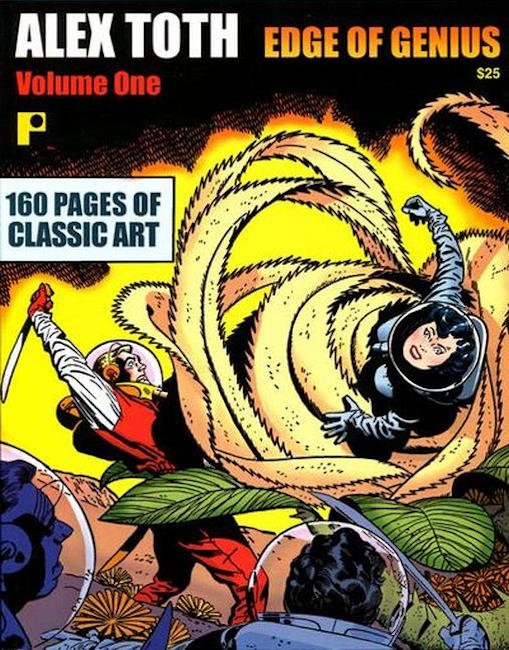 ALEX TOTH EDGE OF GENIUS
Volume One
$25
160 PAGES OF
CLASSIC ART